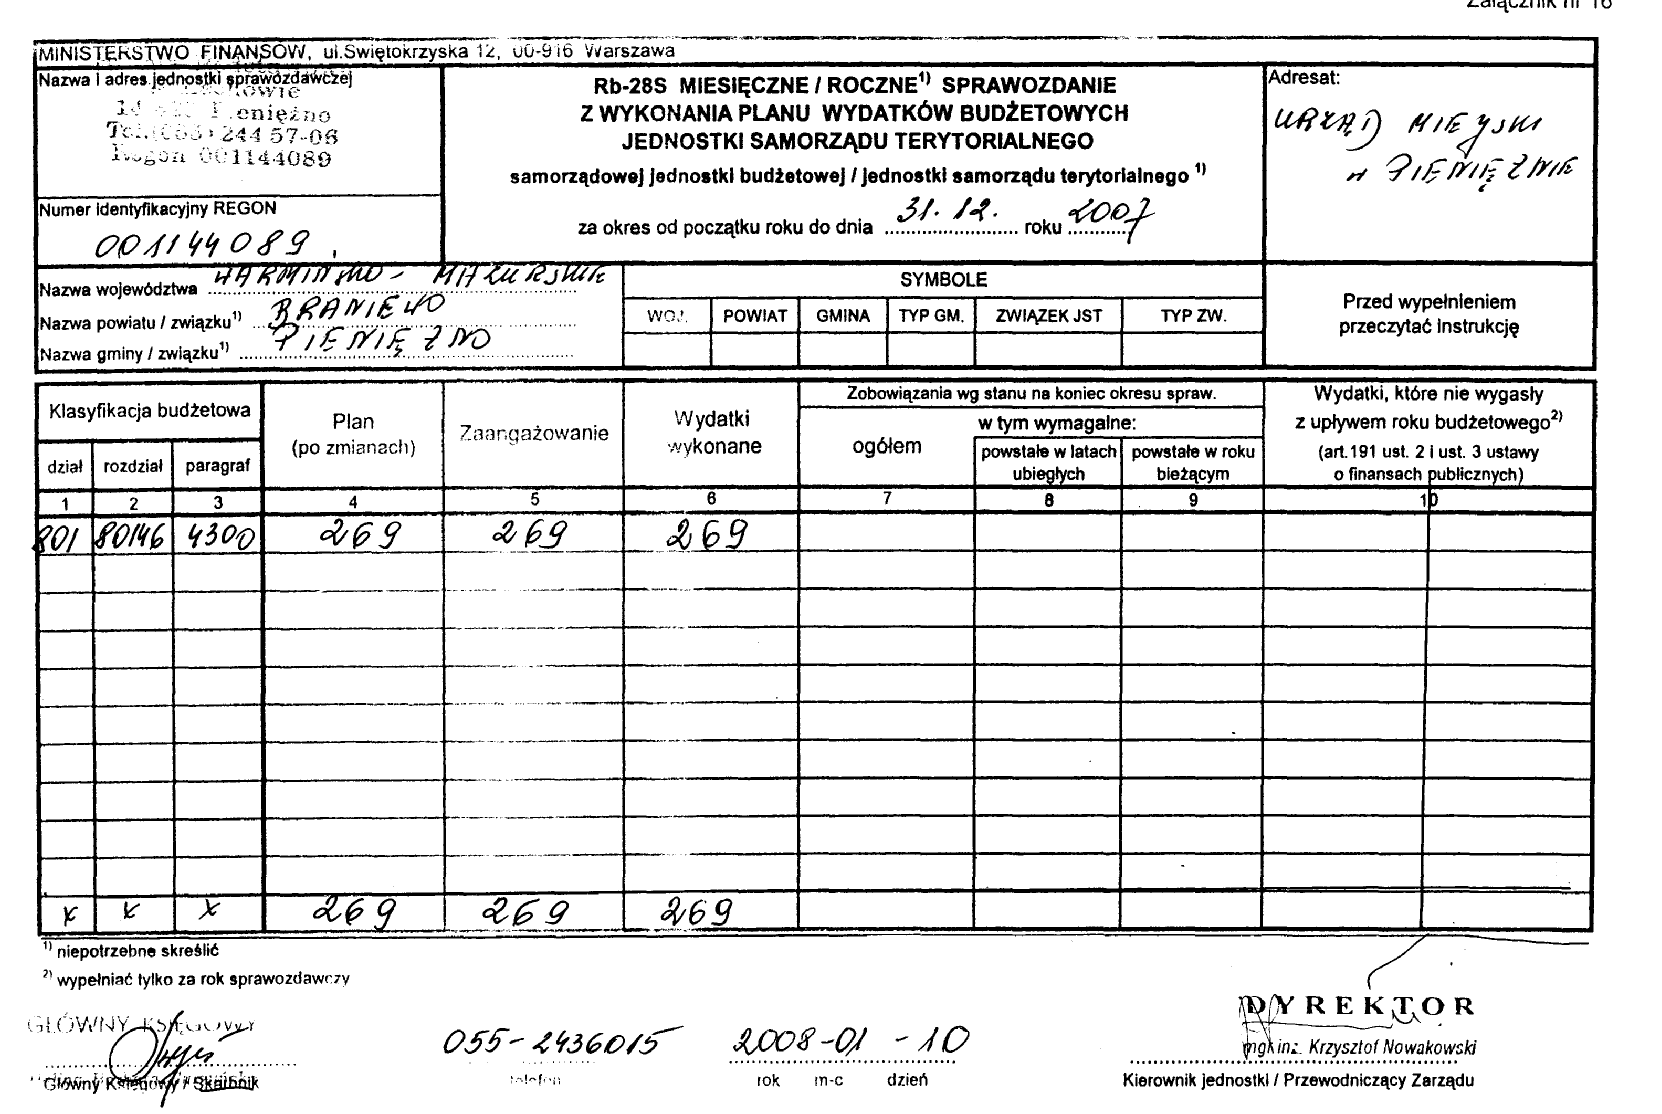 Załącznik nr 16
MINISTERSTWO FINANSÓW, ul.Świętokrzyska 12, 00-916 Warszawa
Nazwa i adres jednostki sprawozdawczej
Pieniężno
Tel. 244 57-06
Regon 001144089
Numer identyfikacyjny REGON
001144089
Rb-28S MIESIĘCZNE / ROCZNE1) SPRAWOZDANIE
Z WYKONANIA PLANU WYDATKÓW BUDŻETOWYCH
JEDNOSTKI SAMORZĄDU TERYTORIALNEGO
samorządowej jednostki budżetowej / jednostki samorządu terytorialnego 1)
za okres od początku roku do dnia 31.12. roku 2007
Adresat:
URZĄD MIEJSKI
w PIENIĘŻNIE
Nazwa województwa WARMIŃSKO - MAZURSKIE
Nazwa powiatu / związku1) BRANIEWO
Nazwa gminy / związku1) PIENIĘŻNO
SYMBOLE
WOJ. POWIAT GMINA TYP GM. ZWIĄZEK JST TYP ZW.
Przed wypełnieniem
przeczytać instrukcję
Klasyfikacja budżetowa
dział rozdział paragraf
Plan
(po zmianach)
Zaangażowanie
Wydatki
wykonane
Zobowiązania wg stanu na koniec okresu spraw.
ogółem
w tym wymagalne:
powstałe w latach
ubiegłych
powstałe w roku
bieżącym
Wydatki, które nie wygasły
z upływem roku budżetowego2)
(art.191 ust. 2 i ust. 3 ustawy
o finansach publicznych)
1 2 3 4 5 6 7 8 9 10
801 80146 4300 269 269 269
x x x 269 269 269
1) niepotrzebne skreślić
2) wypełniać tylko za rok sprawozdawczy
GŁÓWNY KSIĘGOWY
Główny Księgowy / Skarbnik
055-2436015
telefon
2008-01-10
rok m-c dzień
DYREKTOR
mgr inż. Krzysztof Nowakowski
Kierownik jednostki / Przewodniczący Zarządu